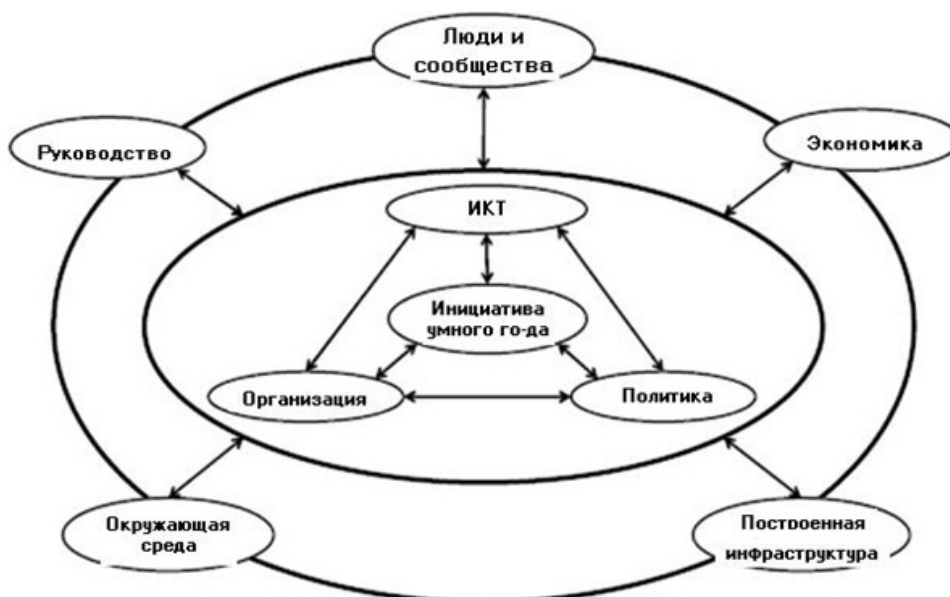 Люди и
сообщества
Руководство
Экономика
ИКТ
Инициатива
умного го-да
Организация
Политика
Окружающая
среда
Построенная
инфраструктура